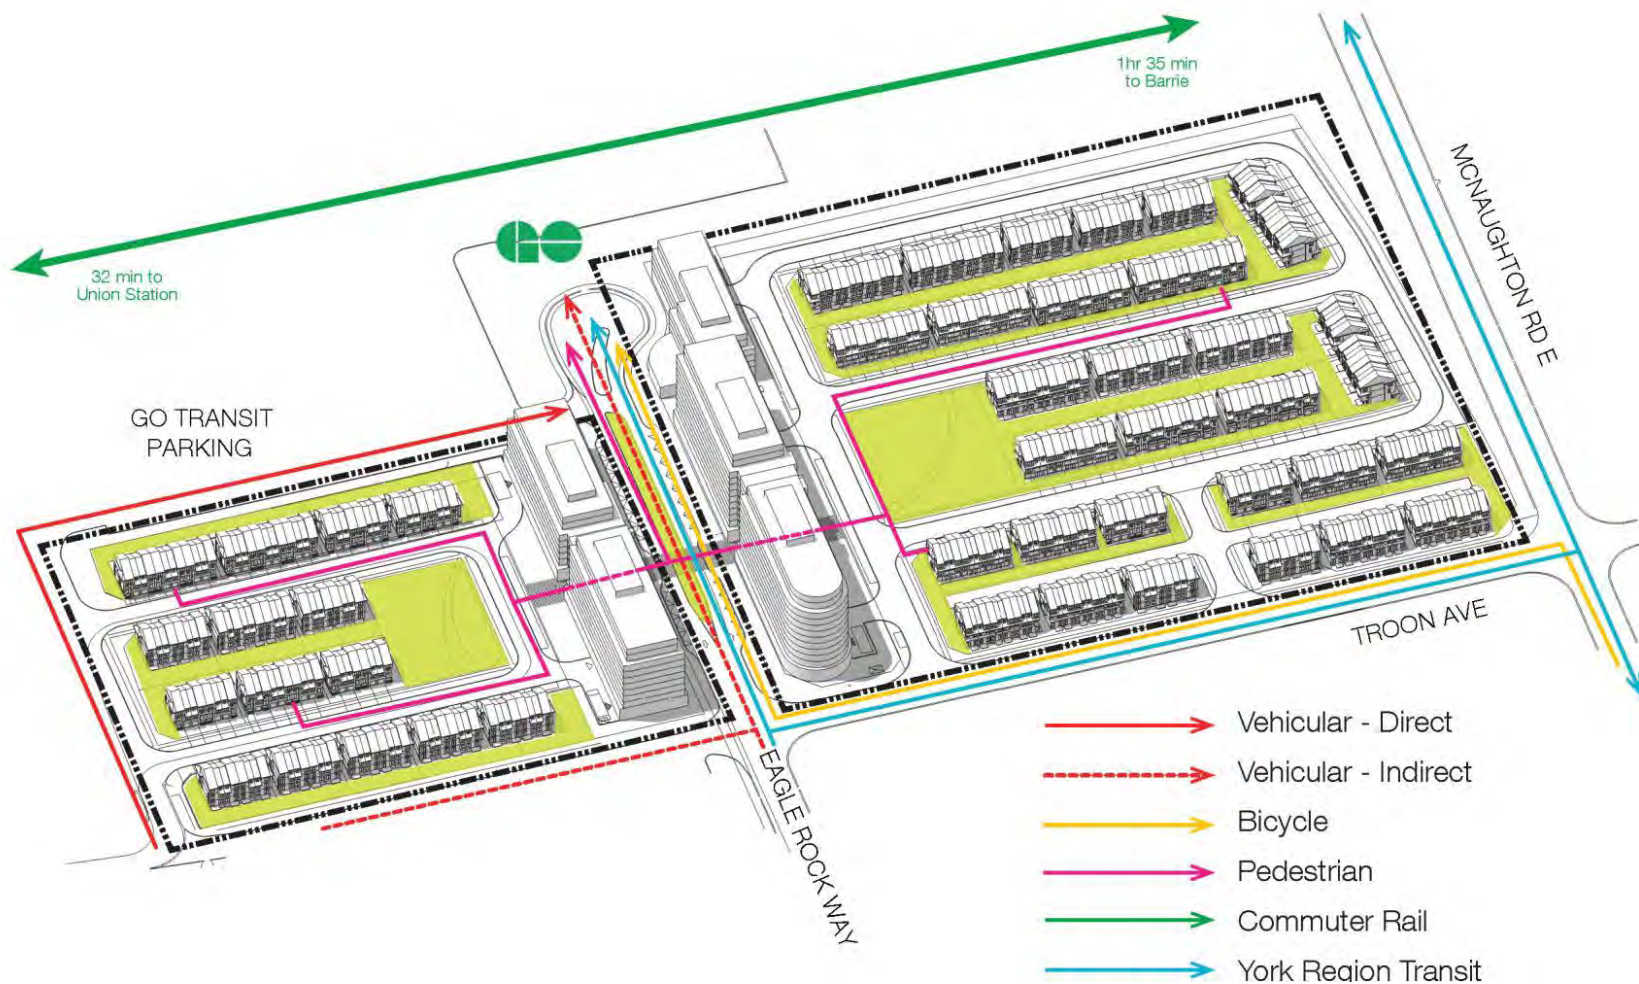 1hr 35 min
to Barrie
MCNAUGHTON RD E
GO
32 min to
Union Station
GO TRANSIT
PARKING
TROON AVE
EAGLE ROCK WAY
Vehicular - Direct
Vehicular - Indirect
Bicycle
Pedestrian
Commuter Rail
York Region Transit